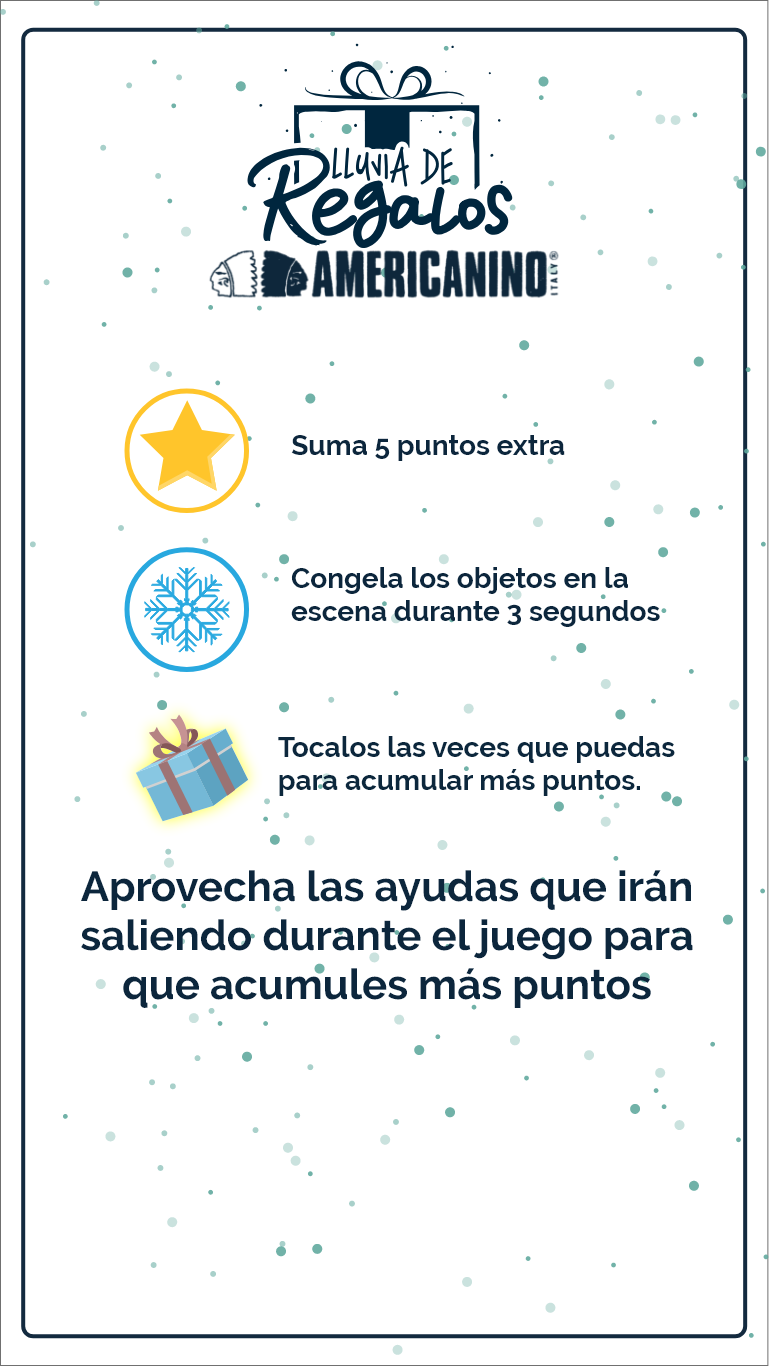 LLUVIA DE
Regalos
AMERICANINO®
ITALY
Suma 5 puntos extra
Congela los objetos en la
escena durante 3 segundos
Tocalos las veces que puedas
para acumular más puntos.
Aprovecha las ayudas que irán
saliendo durante el juego para
que acumules más puntos